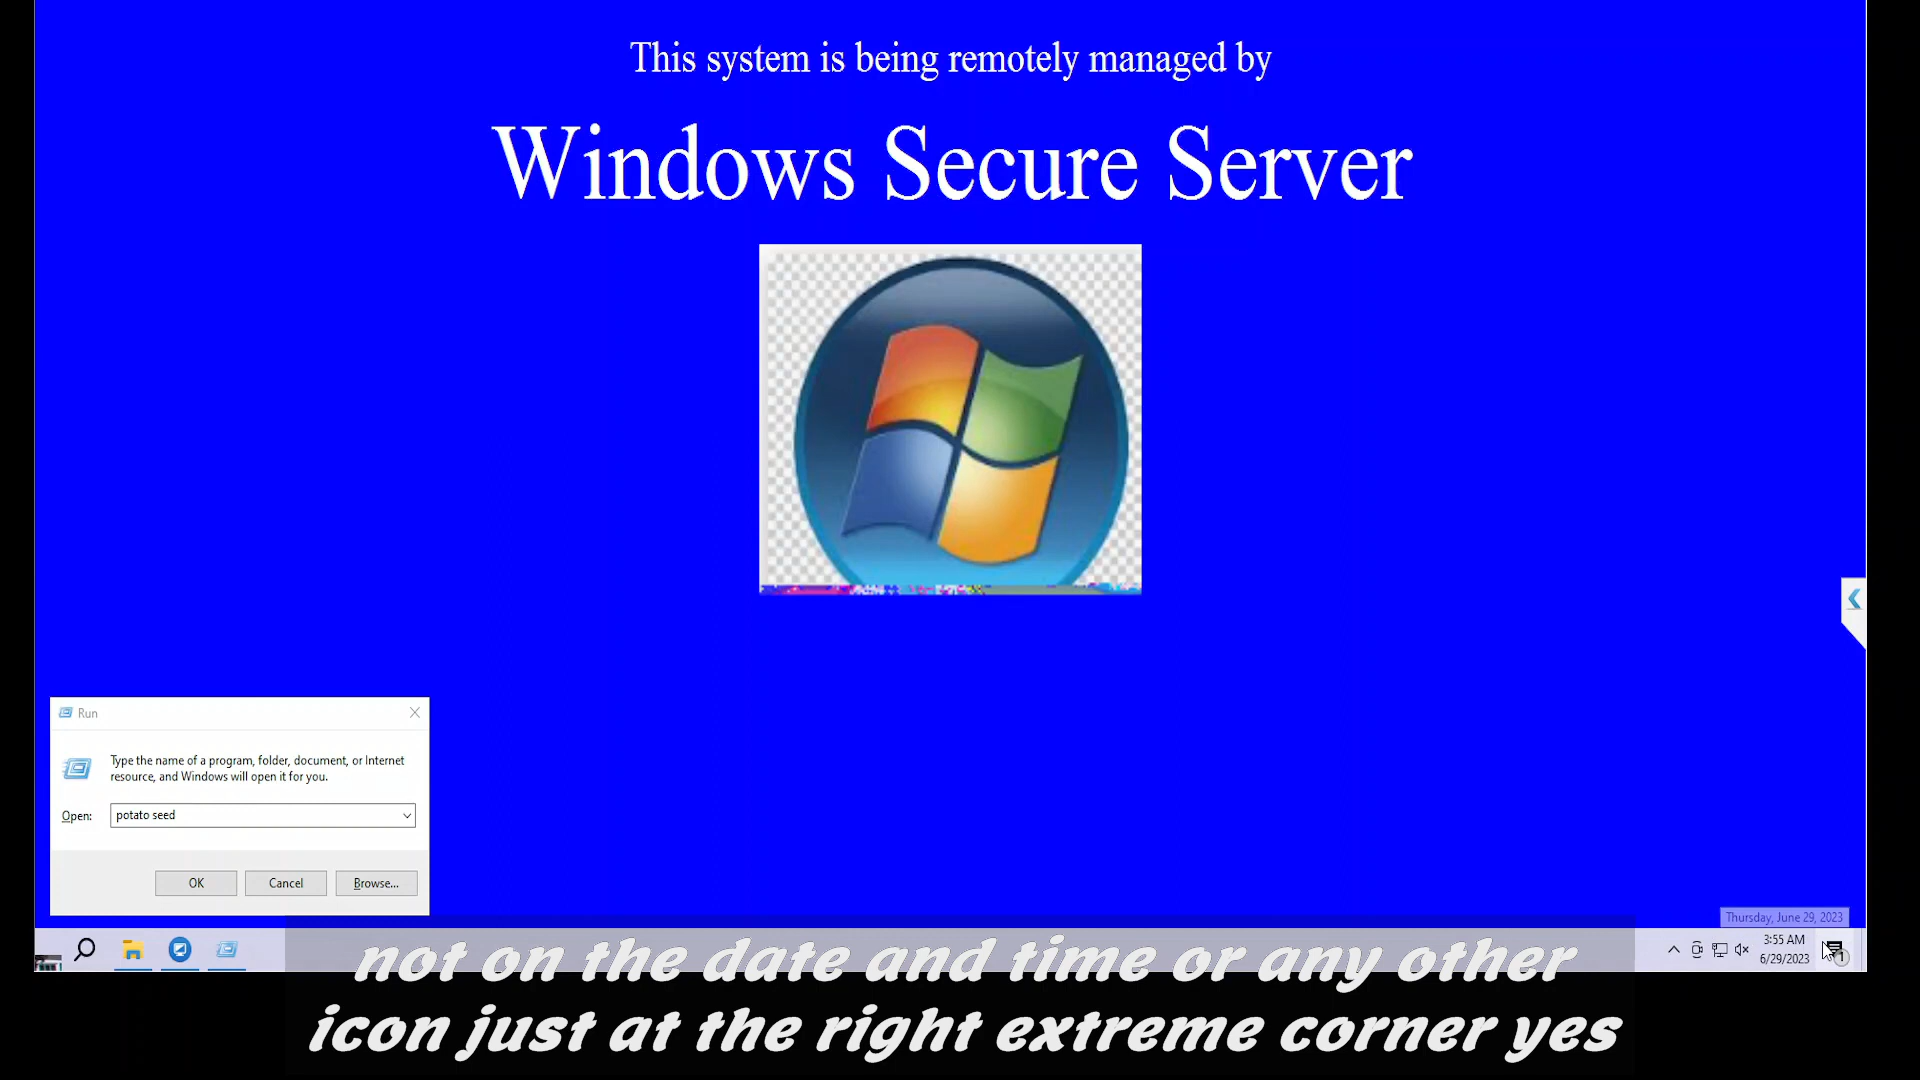 This system is being remotely managed by
Windows Secure Server
Run
Type the name of a program, folder, document, or Internet
resource, and Windows will open it for you.
Open: potato seed
OK Cancel Browse...
Thursday, June 29, 2023
3:55 AM
6/29/2023
1
not on the date and time or any other
icon just at the right extreme corner yes